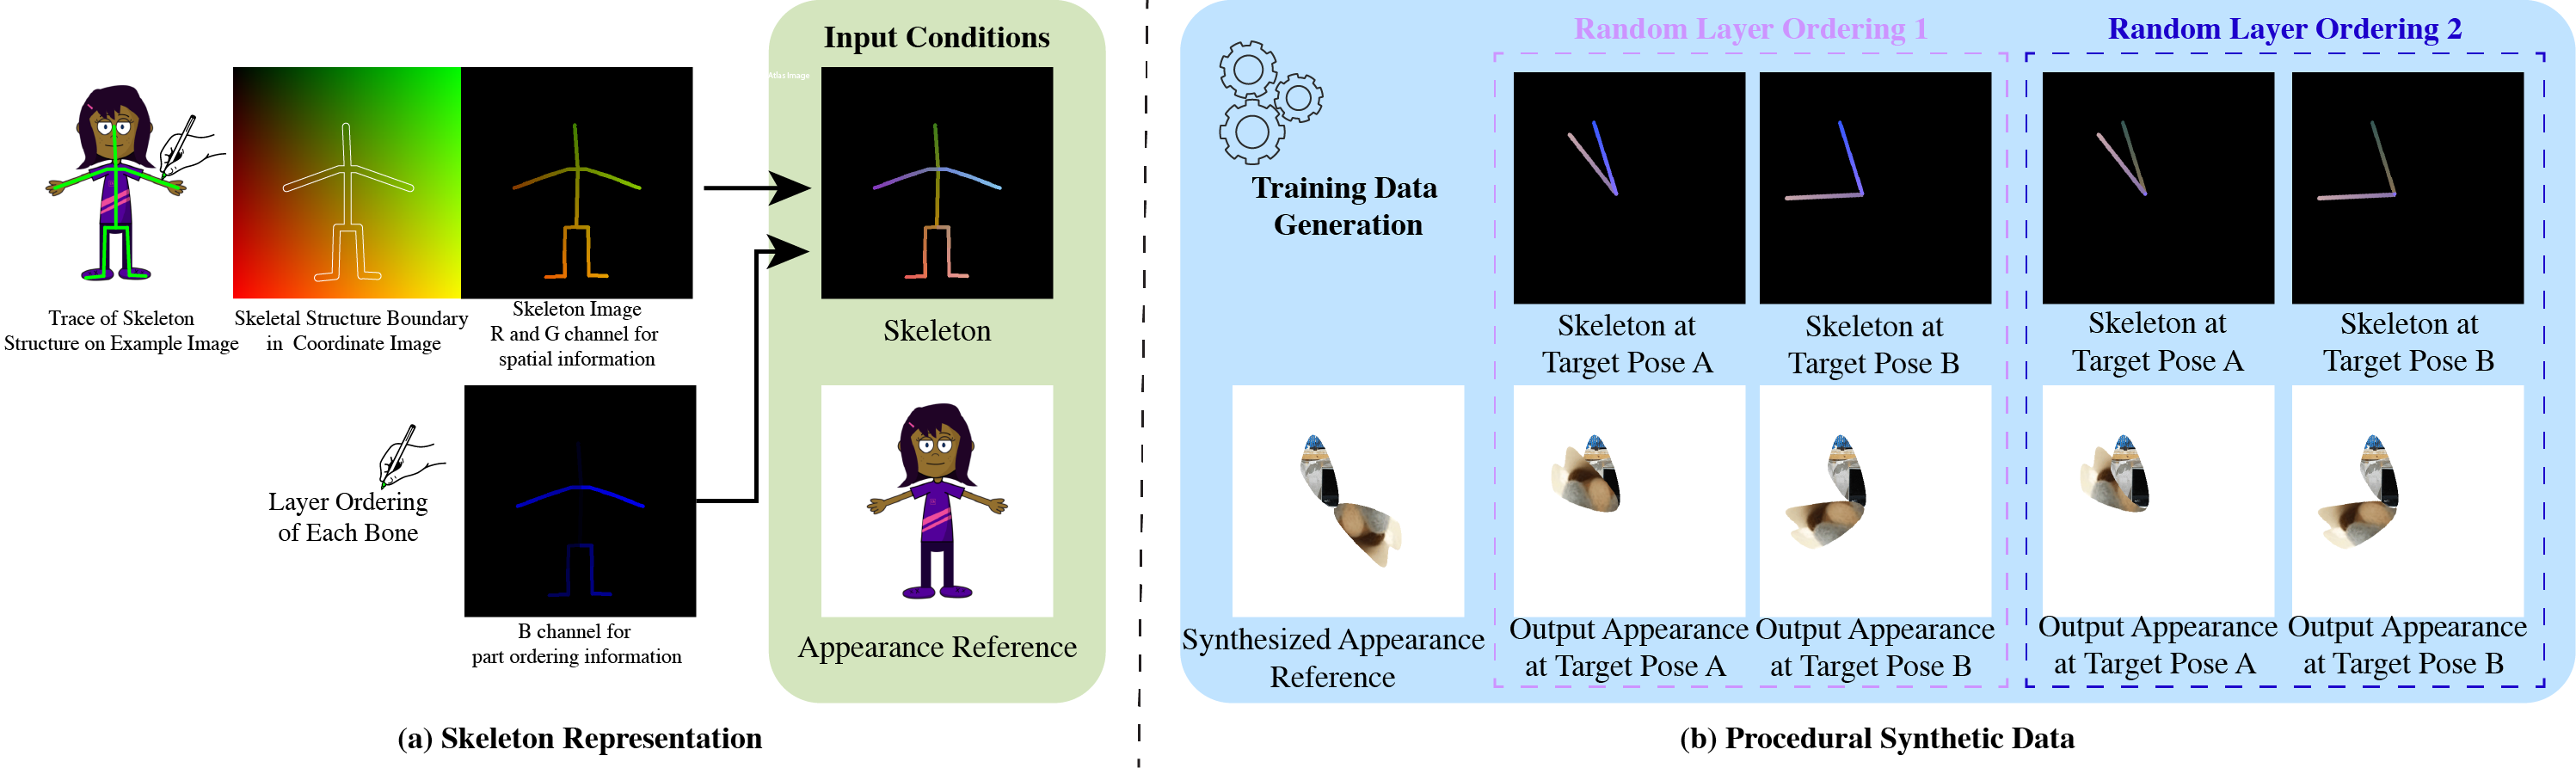 Input Conditions
Atlas Image
Trace of Skeleton
Structure on Example Image
Skeletal Structure Boundary
in Coordinate Image
Skeleton Image
R and G channel for
spatial information
Skeleton
Layer Ordering
of Each Bone
B channel for
part ordering information
Appearance Reference
(a) Skeleton Representation
Training Data
Generation
Random Layer Ordering 1
Random Layer Ordering 2
Skeleton at
Target Pose A
Skeleton at
Target Pose B
Skeleton at
Target Pose A
Skeleton at
Target Pose B
Synthesized Appearance
Reference
Output Appearance
at Target Pose A
Output Appearance
at Target Pose B
Output Appearance
at Target Pose A
Output Appearance
at Target Pose B
(b) Procedural Synthetic Data